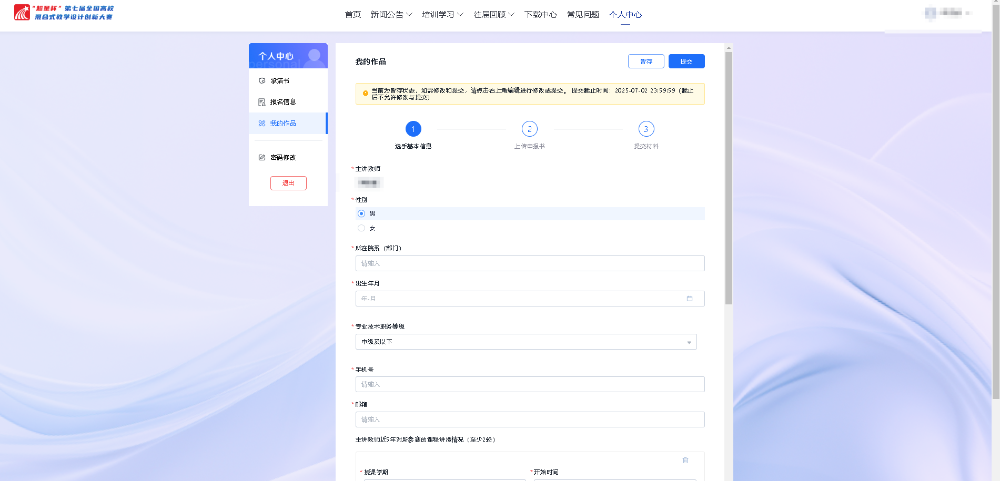 “超星杯”第七届全国高校
混合式教学设计创新大赛
首页 新闻公告 培训学习 往届回顾 下载中心 常见问题 个人中心
个人中心
personal
承诺书
报名信息
我的作品
密码修改
退出
我的作品
暂存 提交
当前为暂存状态，如需修改和提交，请点击右上角编辑进行修改或提交。 提交截止时间：2025-07-02 23:59:59（截止
后不允许修改与提交）
1 2 3
选手基本信息 上传申报书 提交材料
*主讲教师
*性别
男
女
*所在院系（部门）
请输入
*出生年月
年-月
*专业技术职务等级
中级及以下
*手机号
请输入
*邮箱
请输入
主讲教师近5年对所参赛的课程讲授情况（至少2轮）
*授课学期 *开始时间